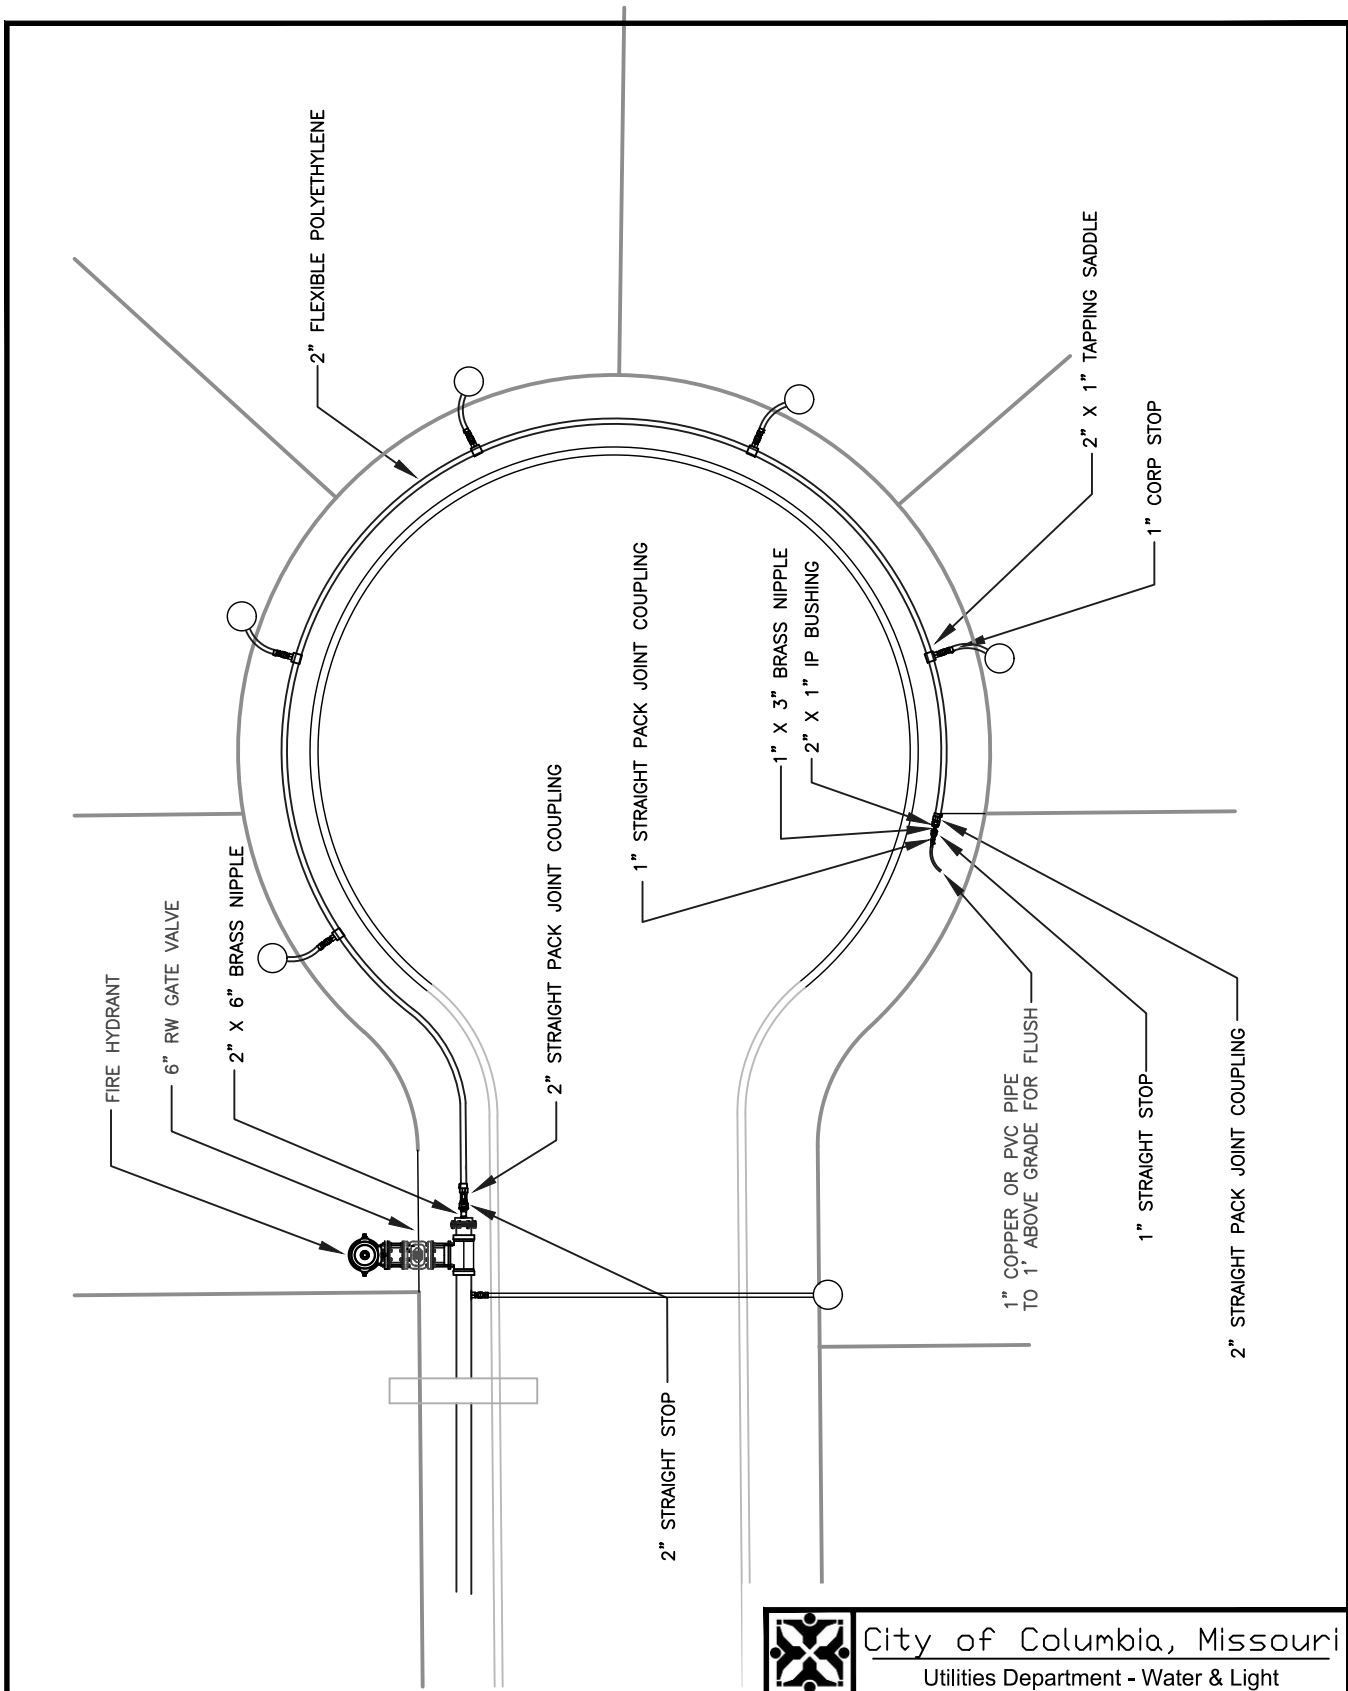 FIRE HYDRANT
6" RW GATE VALVE
2" X 6" BRASS NIPPLE
2" FLEXIBLE POLYETHYLENE
2" STRAIGHT PACK JOINT COUPLING
1" STRAIGHT PACK JOINT COUPLING
2" STRAIGHT STOP
1" X 3" BRASS NIPPLE
2" X 1" IP BUSHING
1" COPPER OR PVC PIPE
TO 1' ABOVE GRADE FOR FLUSH
2" X 1" TAPPING SADDLE
1" CORP STOP
1" STRAIGHT STOP
2" STRAIGHT PACK JOINT COUPLING
City of Columbia, Missouri
Utilities Department - Water & Light